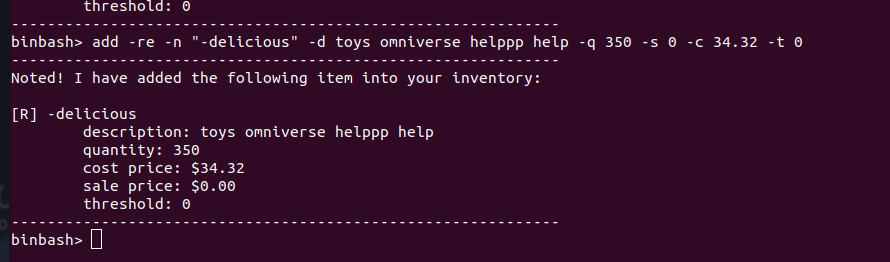 threshold: 0
-------------------------------------------------------------
binbash> add -re -n "-delicious" -d toys omniverse helppp help -q 350 -s 0 -c 34.32 -t 0
-------------------------------------------------------------
Noted! I have added the following item into your inventory:
[R] -delicious
description: toys omniverse helppp help
quantity: 350
cost price: $34.32
sale price: $0.00
threshold: 0
-------------------------------------------------------------
binbash>